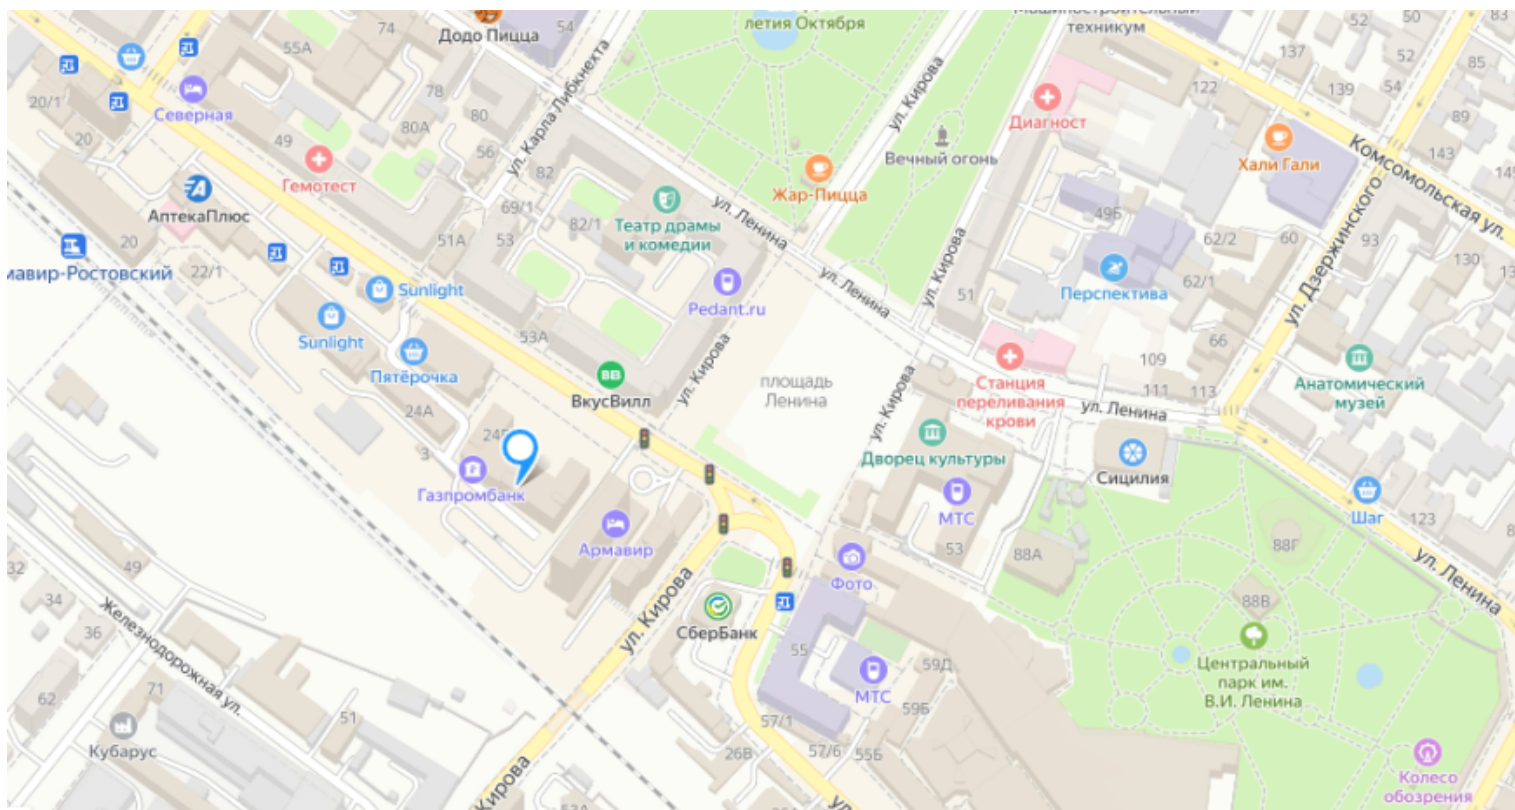 74
Додо Пицца
54
летия Октября
техникум
52
50
83
55А
137
52
85
Северная
20/1
78
80
ул. Карла Либкнехта
ул. Кирова
122
139
54
Диагност
89
20
49
80А
56
Вечный огонь
Хали Гали
Комсомольская ул.
143
Гемотест
82
Жар-Пицца
АптекаПлюс
69/1
82/1
Театр драмы
и комедии
ул. Ленина
49Б
20
51А
53
ул. Кирова
62/2
60
93
130
мавир-Ростовский
22/1
ул. Ленина
Sunlight
Pedant.ru
51
Перспектива
62/1
ул. Дзержинского
Sunlight
53А
66
Пятёрочка
ул. Кирова
площадь
Ленина
ул. Кирова
Станция
переливания
крови
109
111
113
Анатомический
музей
24А
ВкусВилл
ул. Ленина
3
Дворец культуры
Газпромбанк
Сицилия
МТС
Шаг
123
Армавир
53
88А
88Г
32
49
Фото
ул. Ленина
34
Железнодорожная ул.
ул. Кирова
88В
36
СберБанк
55
59Д
Центральный
парк им.
В.И. Ленина
62
71
МТС
51
59Б
Кубарус
57/1
26В
57/6
55Б
Колесо
обозрения
Кирова